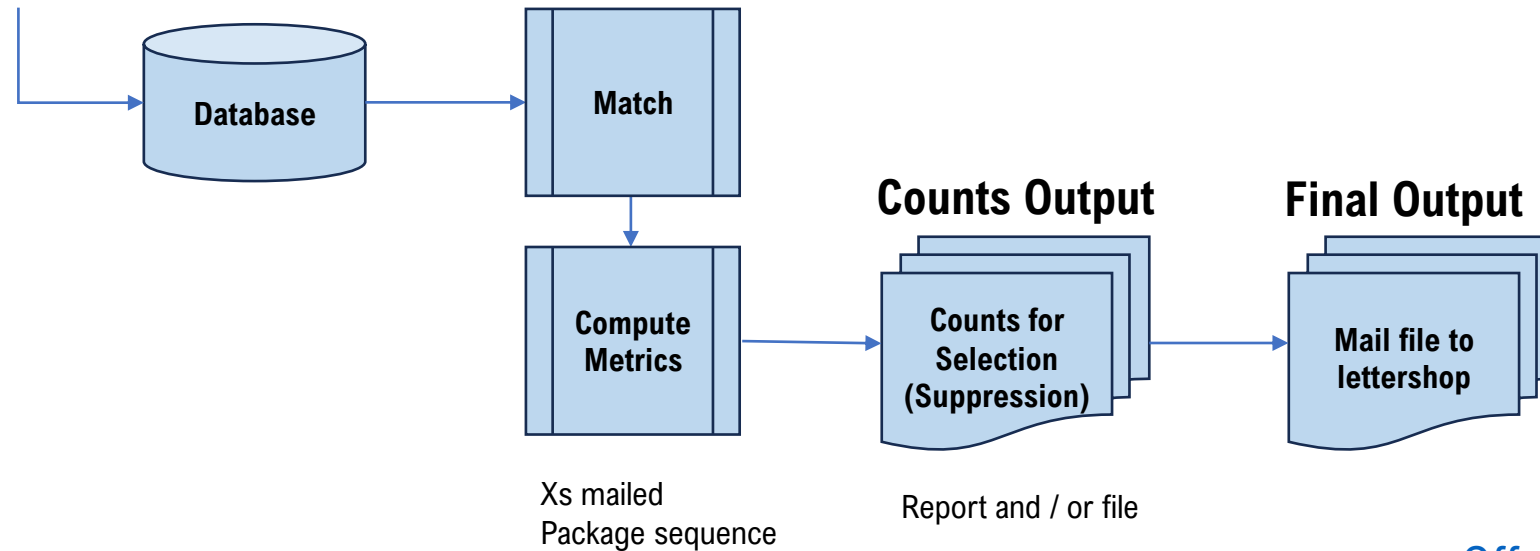 Database
Match
Counts Output
Final Output
Compute
Metrics
Counts for
Selection
(Suppression)
Mail file to
lettershop
Xs mailed
Package sequence
Report and / or file